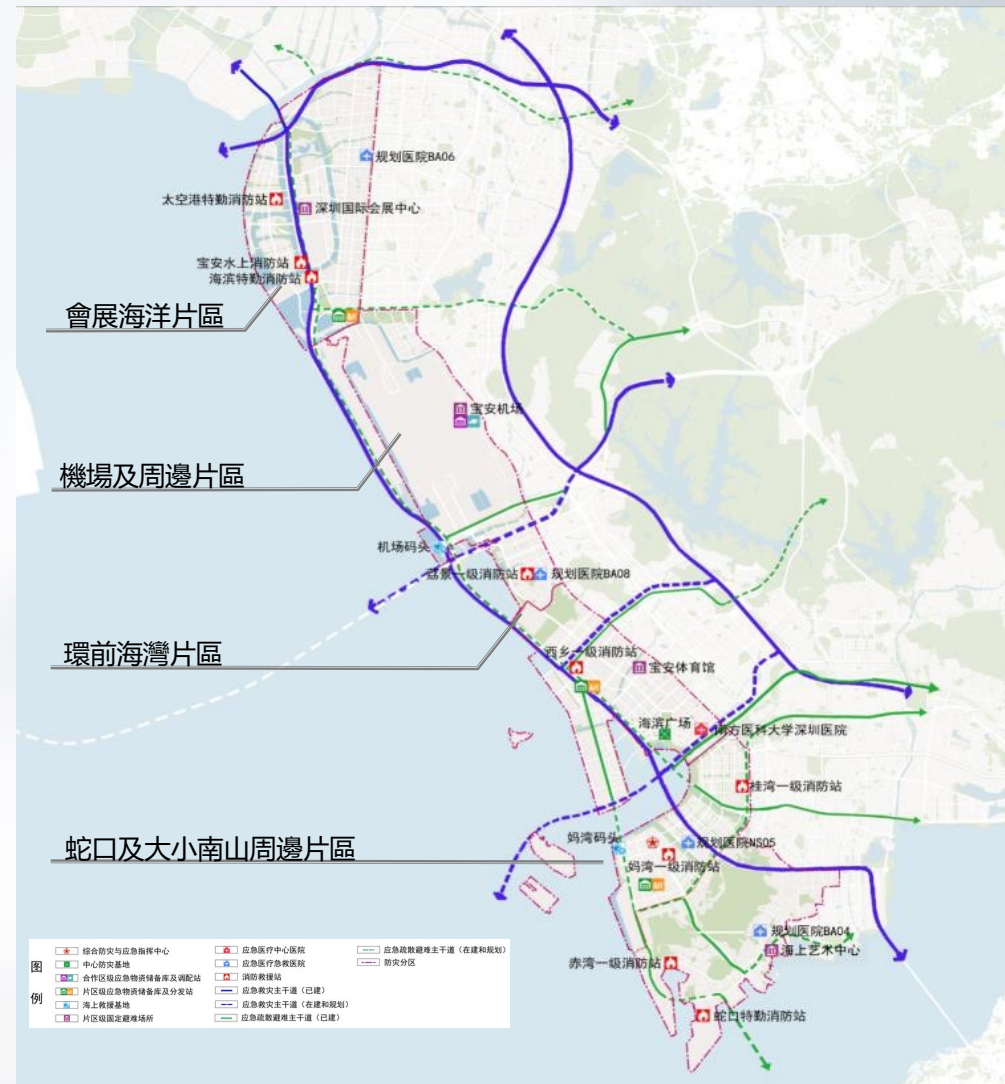 规划医院BA06
太空港特勤消防站
深圳国际会展中心
宝安水上消防站
海滨特勤消防站
會展海洋片區
宝安机场
機場及周邊片區
机场码头
荔景一级消防站
规划医院BA08
環前海灣片區
西乡一级消防站
宝安体育馆
海滨广场
南方医科大学深圳医院
桂湾一级消防站
妈湾码头
规划医院NS05
蛇口及大小南山周邊片區
妈湾一级消防站
规划医院BA04
海上艺术中心
赤湾一级消防站
蛇口特勤消防站
图例
综合防灾与应急指挥中心
中心防灾基地
合作区级应急物资储备库及调配站
片区级应急物资储备库及分发站
海上救援基地
片区级固定避难场所
应急医疗中心医院
应急医疗急救医院
消防救援站
应急救灾主干道（已建）
应急救灾主干道（在建和规划）
应急疏散避难主干道（已建）
应急疏散避难主干道（在建和规划）
防灾分区